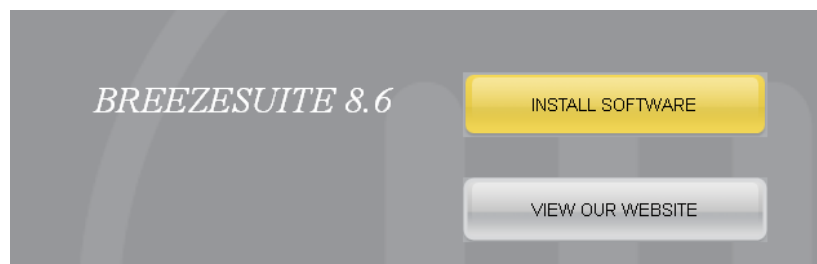 BREEZESUITE 8.6
INSTALL SOFTWARE
VIEW OUR WEBSITE